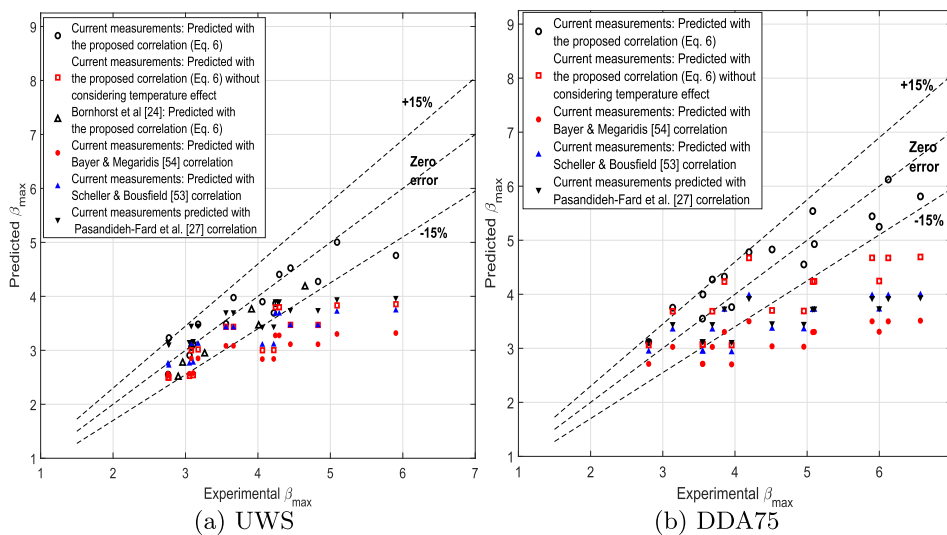 Current measurements: Predicted with
the proposed correlation (Eq. 6)
Current measurements: Predicted with
the proposed correlation (Eq. 6) without
considering temperature effect
Bornhorst et al [24]: Predicted with
the proposed correlation (Eq. 6)
Current measurements: Predicted with
Bayer & Megaridis [54] correlation
Current measurements: Predicted with
Scheller & Bousfield [53] correlation
Current measurements predicted with
Pasandideh-Fard et al. [27] correlation
+15%
Zero
error
-15%
Predicted βmax
9
8
7
6
5
4
3
2
1
1 2 3 4 5 6 7
Experimental βmax
(a) UWS
Current measurements: Predicted with
the proposed correlation (Eq. 6)
Current measurements: Predicted with
the proposed correlation (Eq. 6) without
considering temperature effect
Current measurements: Predicted with
Bayer & Megaridis [54] correlation
Current measurements: Predicted with
Scheller & Bousfield [53] correlation
Current measurements predicted with
Pasandideh-Fard et al. [27] correlation
+15%
Zero
error
-15%
Predicted βmax
9
8
7
6
5
4
3
2
1
1 2 3 4 5 6
Experimental βmax
(b) DDA75